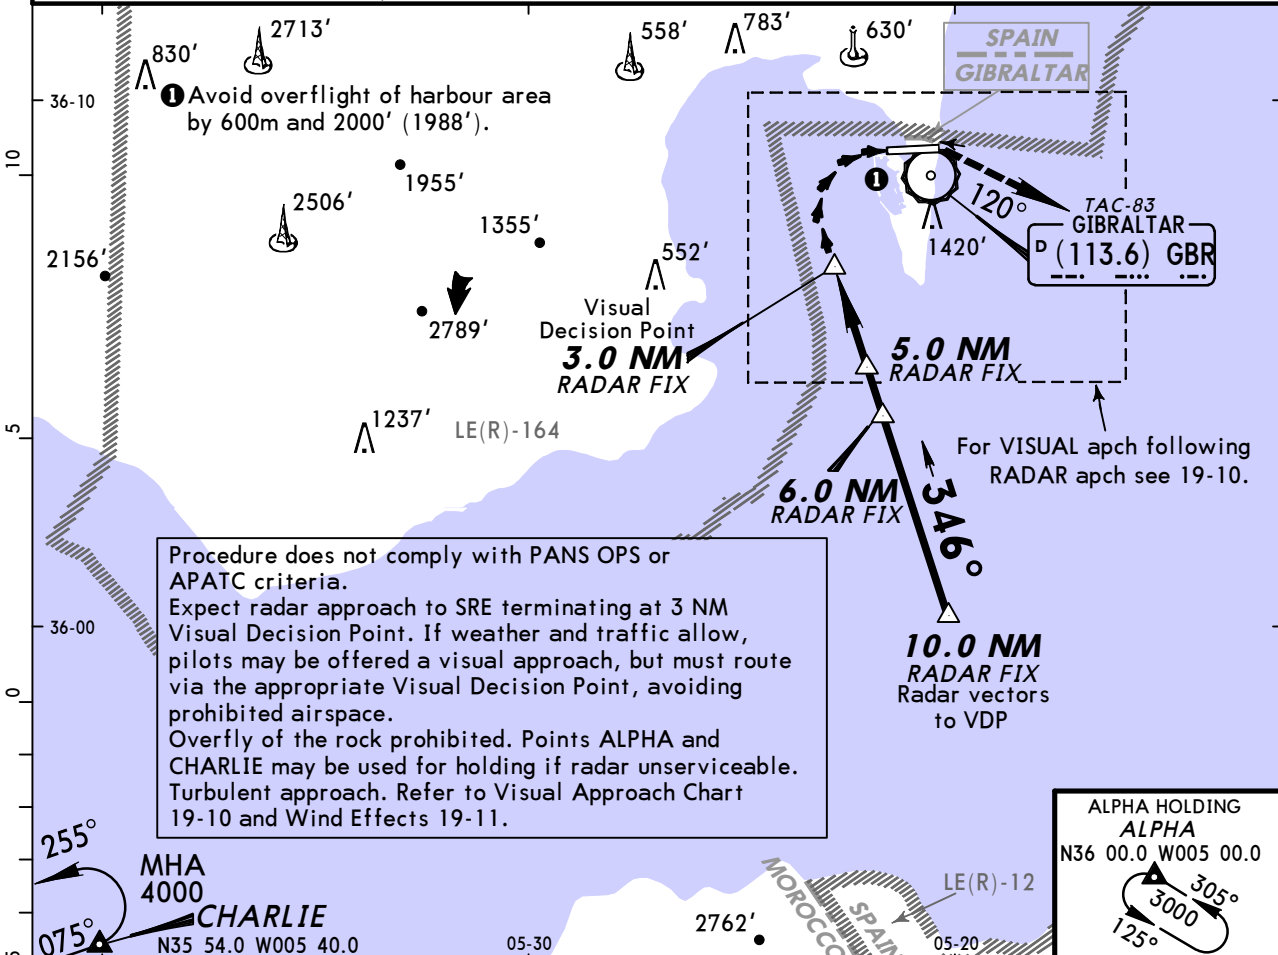 2713'
558'
783'
630'
830'
SPAIN
GIBRALTAR
36-10
1 Avoid overflight of harbour area
by 600m and 2000' (1988').
10
1955'
1
120°
TAC-83
GIBRALTAR
D (113.6) GBR
2506'
1355'
1420'
2156'
552'
2789'
Visual
Decision Point
3.0 NM
RADAR FIX
5.0 NM
RADAR FIX
1237'
LE(R)-164
5
For VISUAL apch following
RADAR apch see 19-10.
6.0 NM
RADAR FIX
346°
Procedure does not comply with PANS OPS or
APATC criteria.
Expect radar approach to SRE terminating at 3 NM
Visual Decision Point. If weather and traffic allow,
pilots may be offered a visual approach, but must route
via the appropriate Visual Decision Point, avoiding
prohibited airspace.
Overfly of the rock prohibited. Points ALPHA and
CHARLIE may be used for holding if radar unserviceable.
Turbulent approach. Refer to Visual Approach Chart
19-10 and Wind Effects 19-11.
36-00
10.0 NM
RADAR FIX
Radar vectors
to VDP
0
255°
MHA
4000
075°
CHARLIE
N35 54.0 W005 40.0
05-30
2762'
MOROCCO
SPAIN
LE(R)-12
05-20
ALPHA HOLDING
ALPHA
N36 00.0 W005 00.0
305°
3000
125°